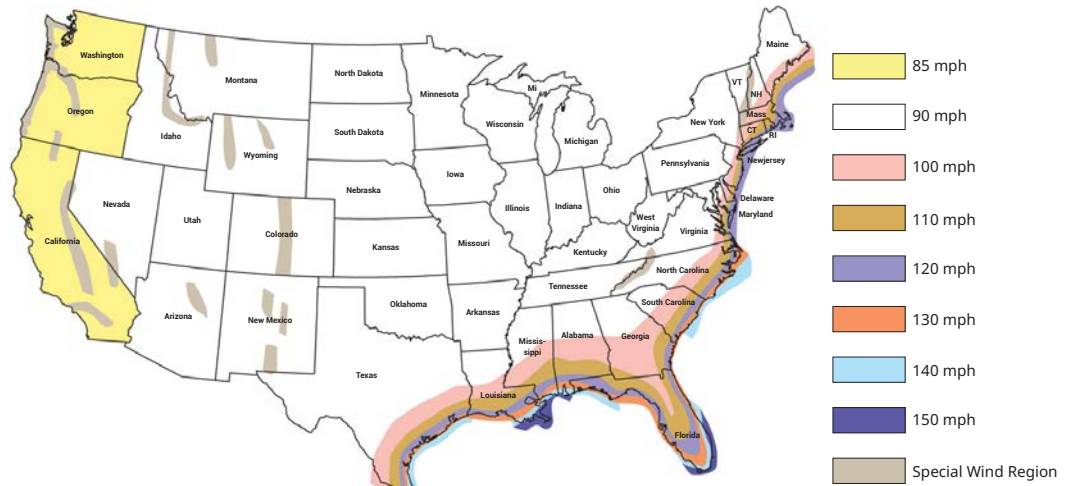 Washington
Oregon
California
Nevada
Idaho
Montana
Wyoming
Utah
Colorado
Arizona
New Mexico
North Dakota
South Dakota
Nebraska
Kansas
Oklahoma
Texas
Minnesota
Iowa
Missouri
Arkansas
Louisiana
Wisconsin
Illinois
Mi
Michigan
Indiana
Ohio
Kentucky
Tennessee
Missis-
sippi
Alabama
Georgia
Florida
South Carolina
North Carolina
Virginia
West
Virginia
Pennsylvania
New York
VT
NH
Maine
Mass
CT
RI
Newjersey
Delaware
Maryland
85 mph
90 mph
100 mph
110 mph
120 mph
130 mph
140 mph
150 mph
Special Wind Region